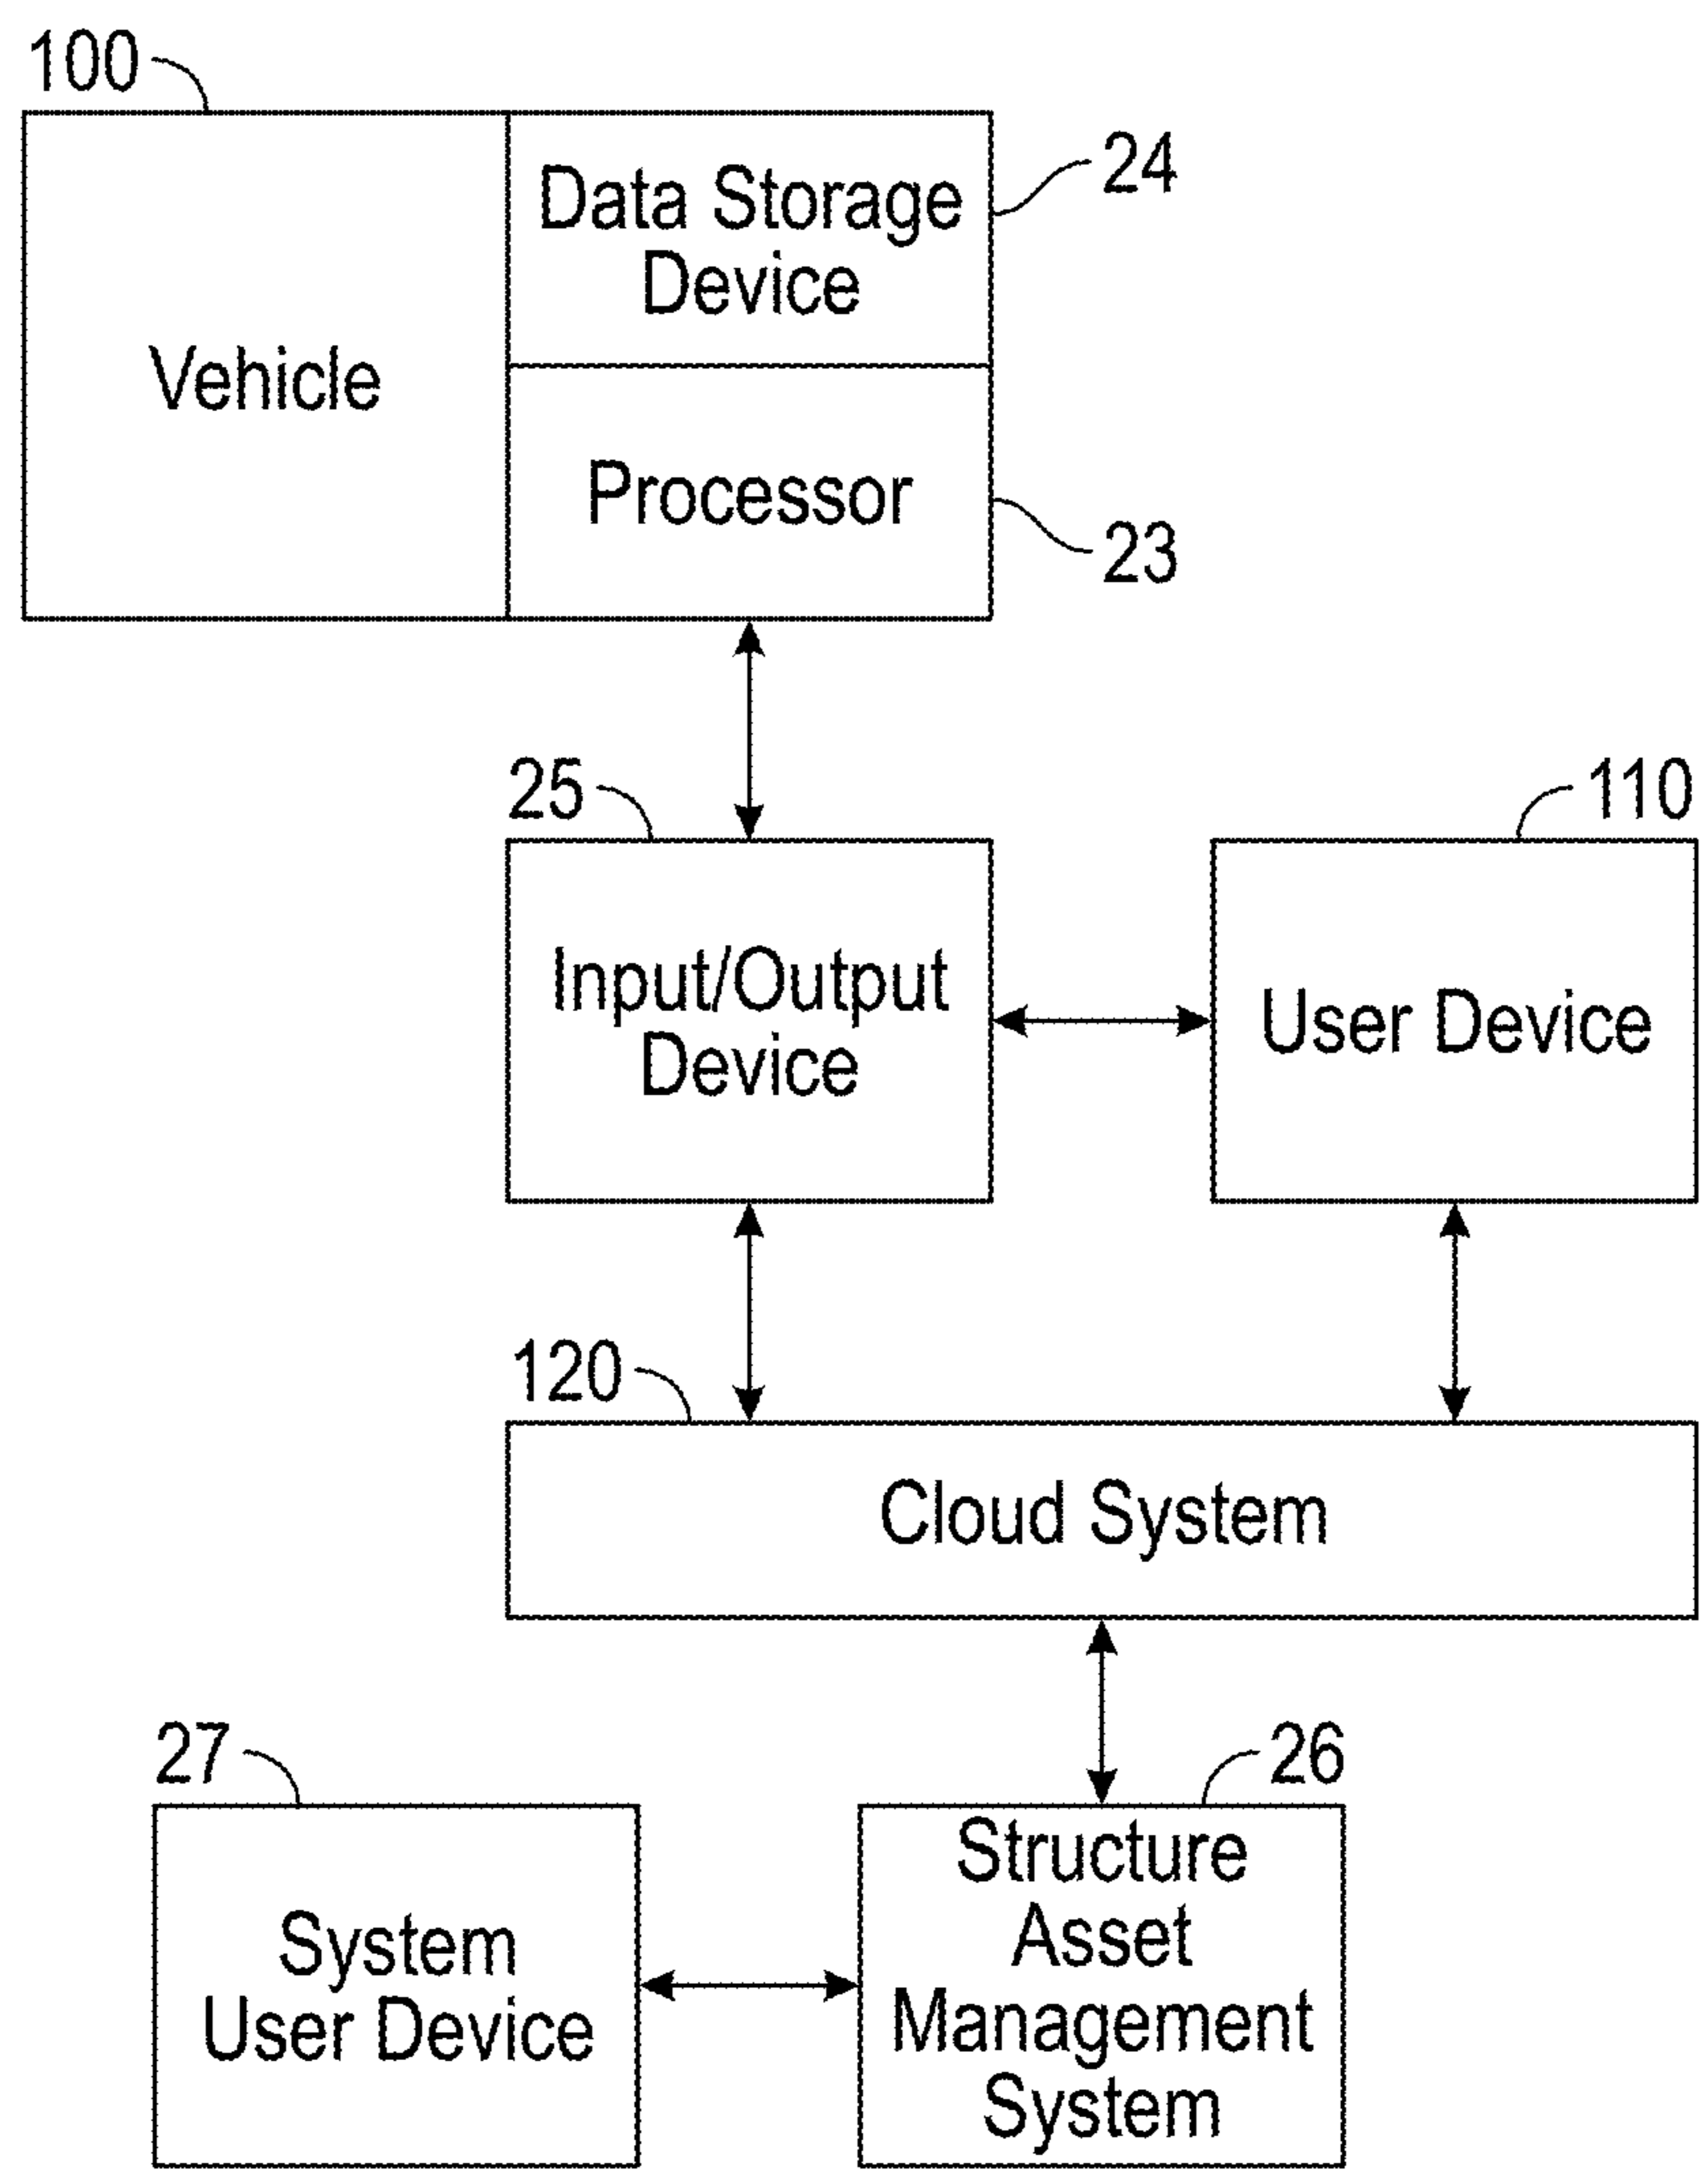 100
24
Data Storage
Device
Vehicle
Processor
23
25
110
Input/Output
Device
User Device
120
Cloud System
27
26
System
User Device
Structure
Asset
Management
System